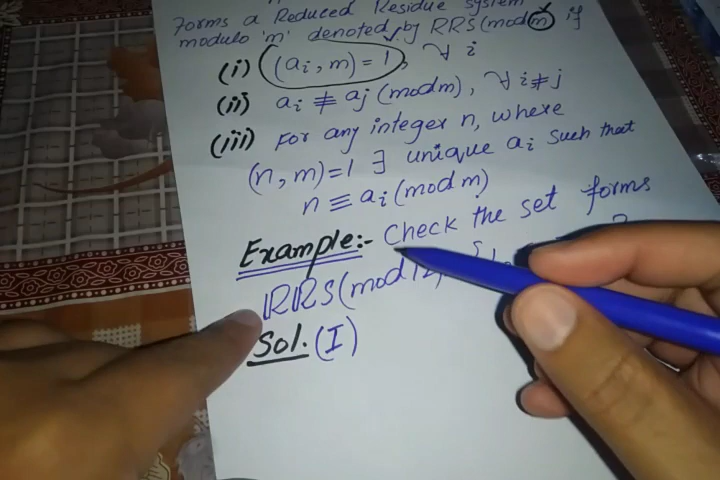 Forms a Reduced Residue system
modulo 'm' denoted by RRS(mod m) if
(i) (ai, m) = 1, ∀ i
(ii) ai ≢ aj (mod m), ∀ i ≠ j
(iii) For any integer n, where
(n, m) = 1 ∃ unique ai such that
n ≡ ai (mod m)
Example:- Check the set forms
RRS(mod 12)
Sol. (I)